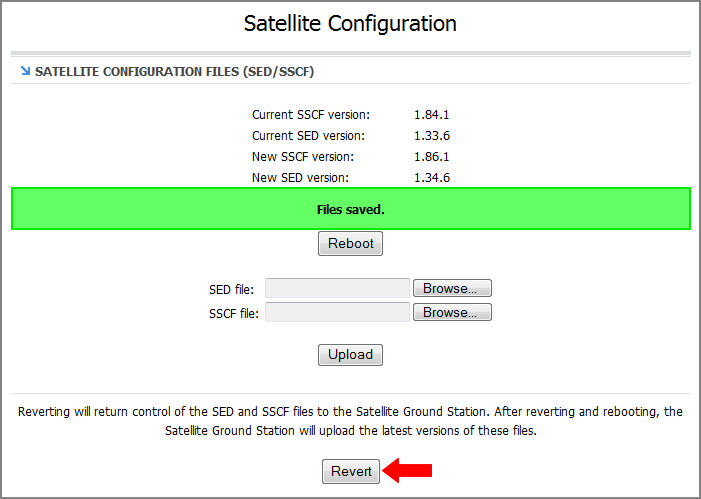 Satellite Configuration
SATELLITE CONFIGURATION FILES (SED/SSCF)
Current SSCF version: 1.84.1
Current SED version: 1.33.6
New SSCF version: 1.86.1
New SED version: 1.34.6
Files saved.
Reboot
SED file: Browse...
SSCF file: Browse...
Upload
Reverting will return control of the SED and SSCF files to the Satellite Ground Station. After reverting and rebooting, the
Satellite Ground Station will upload the latest versions of these files.
Revert